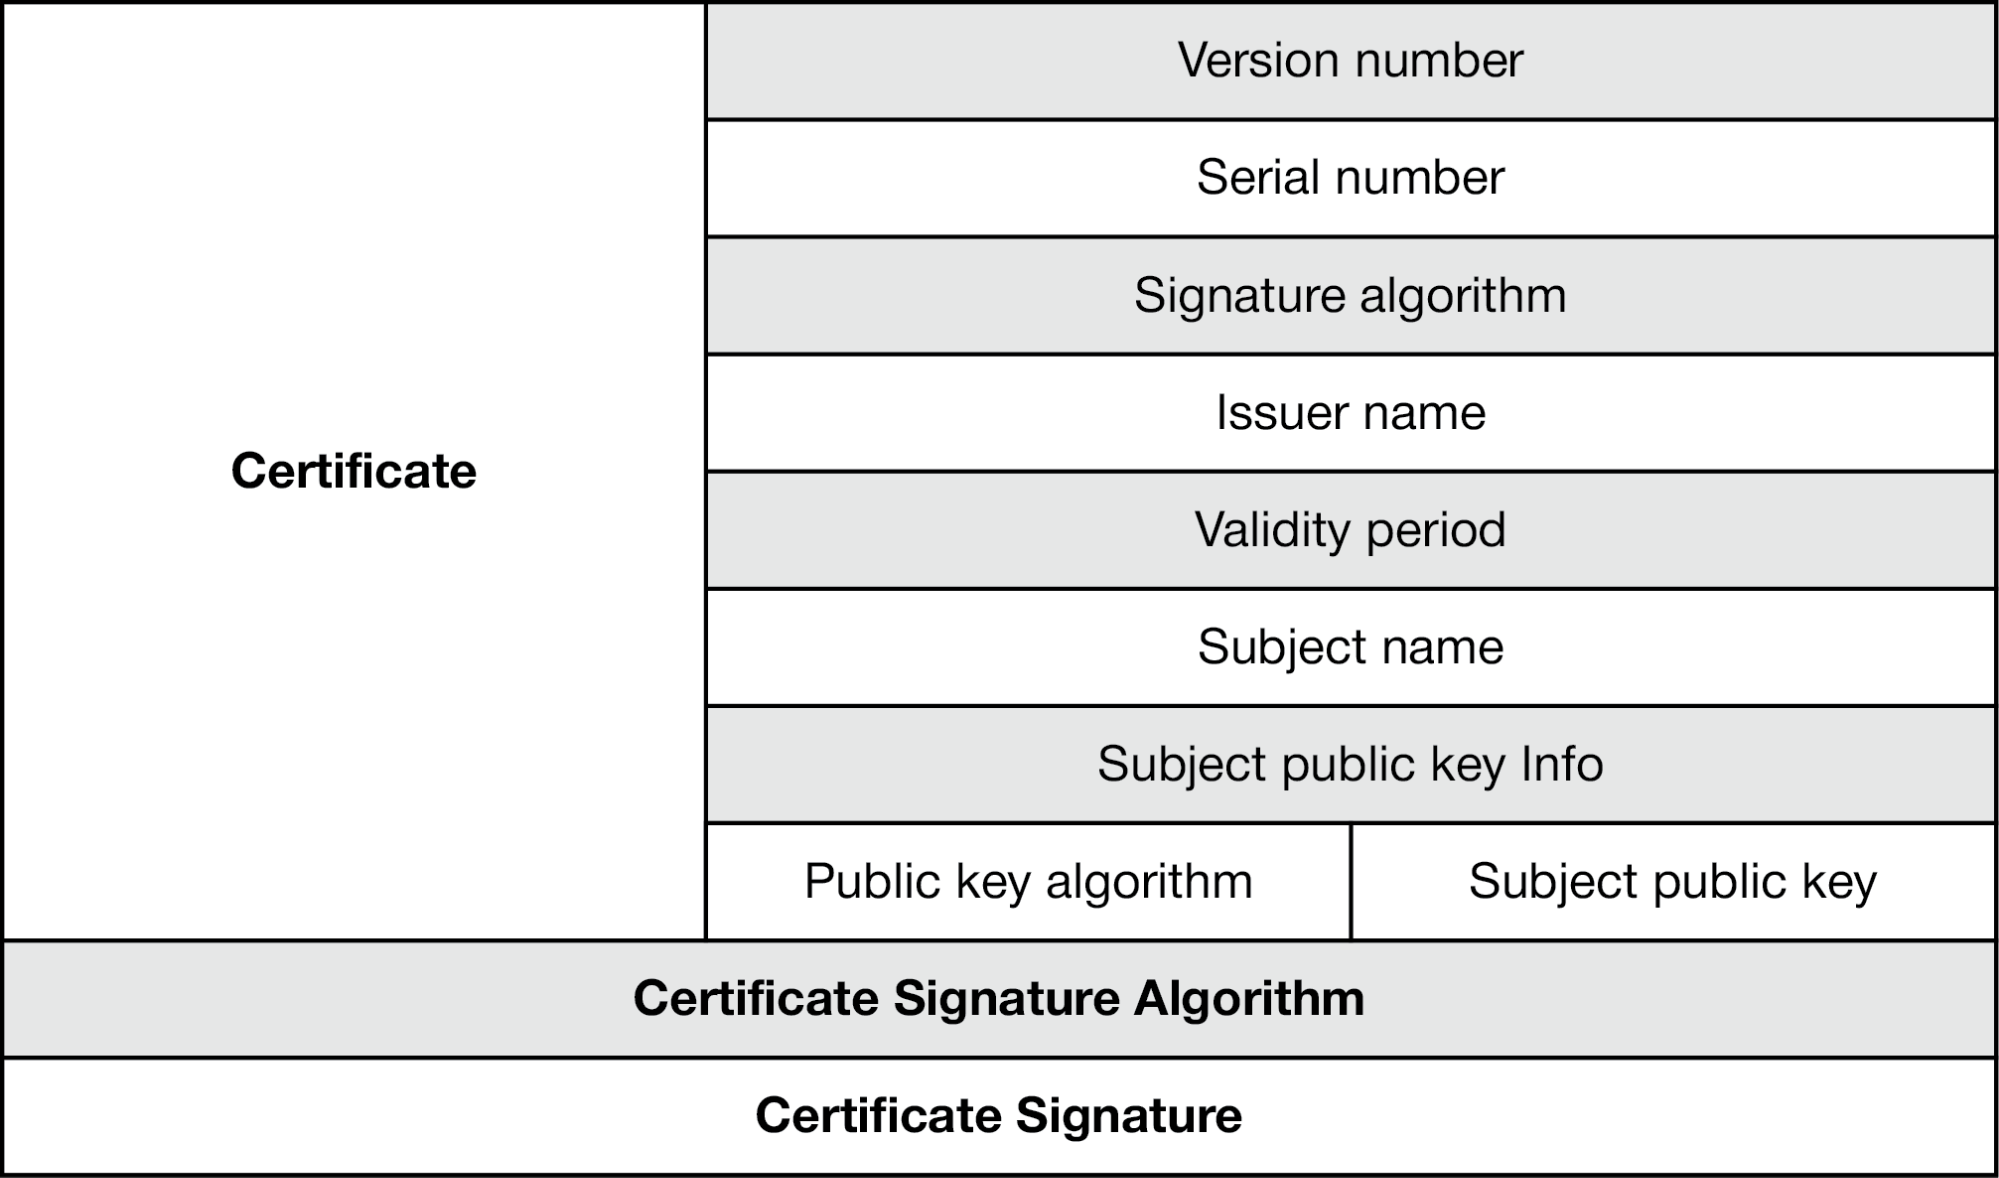 Version number
Serial number
Signature algorithm
Issuer name
Certificate
Validity period
Subject name
Subject public key Info
Public key algorithm
Subject public key
Certificate Signature Algorithm
Certificate Signature